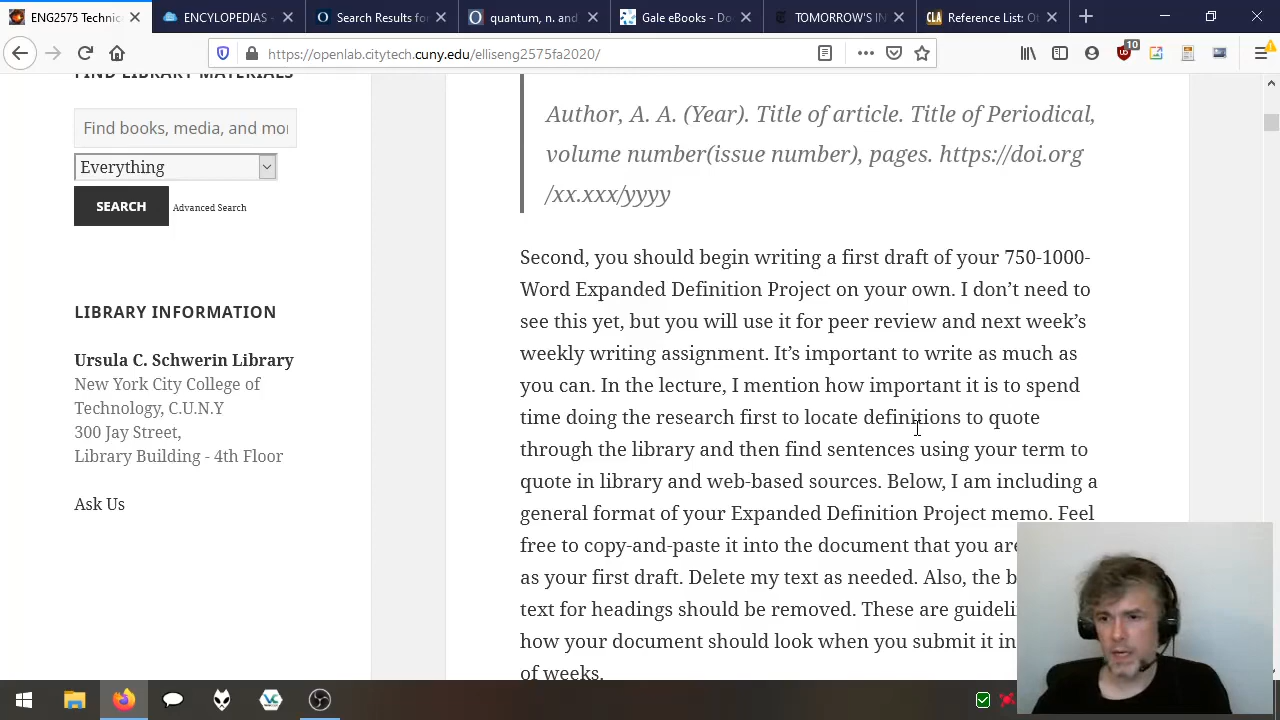 ENG2575 Technic
ENCYCLOPEDIAS -
Search Results for
quantum, n. and
Gale eBooks - Do
TOMORROW'S IN
Reference List: Ot
https://openlab.citytech.cuny.edu/elliseng2575fa2020/
10
FIND LIBRARY MATERIALS
Find books, media, and mor
Everything
SEARCH
Advanced Search
LIBRARY INFORMATION
Ursula C. Schwerin Library
New York City College of
Technology, C.U.N.Y
300 Jay Street,
Library Building - 4th Floor
Ask Us
Author, A. A. (Year). Title of article. Title of Periodical,
volume number(issue number), pages. https://doi.org
/xx.xxx/yyyy
Second, you should begin writing a first draft of your 750-1000-
Word Expanded Definition Project on your own. I don’t need to
see this yet, but you will use it for peer review and next week’s
weekly writing assignment. It’s important to write as much as
you can. In the lecture, I mention how important it is to spend
time doing the research first to locate definitions to quote
through the library and then find sentences using your term to
quote in library and web-based sources. Below, I am including a
general format of your Expanded Definition Project memo. Feel
free to copy-and-paste it into the document that you are
as your first draft. Delete my text as needed. Also, the b
text for headings should be removed. These are guideli
how your document should look when you submit it in
of weeks.